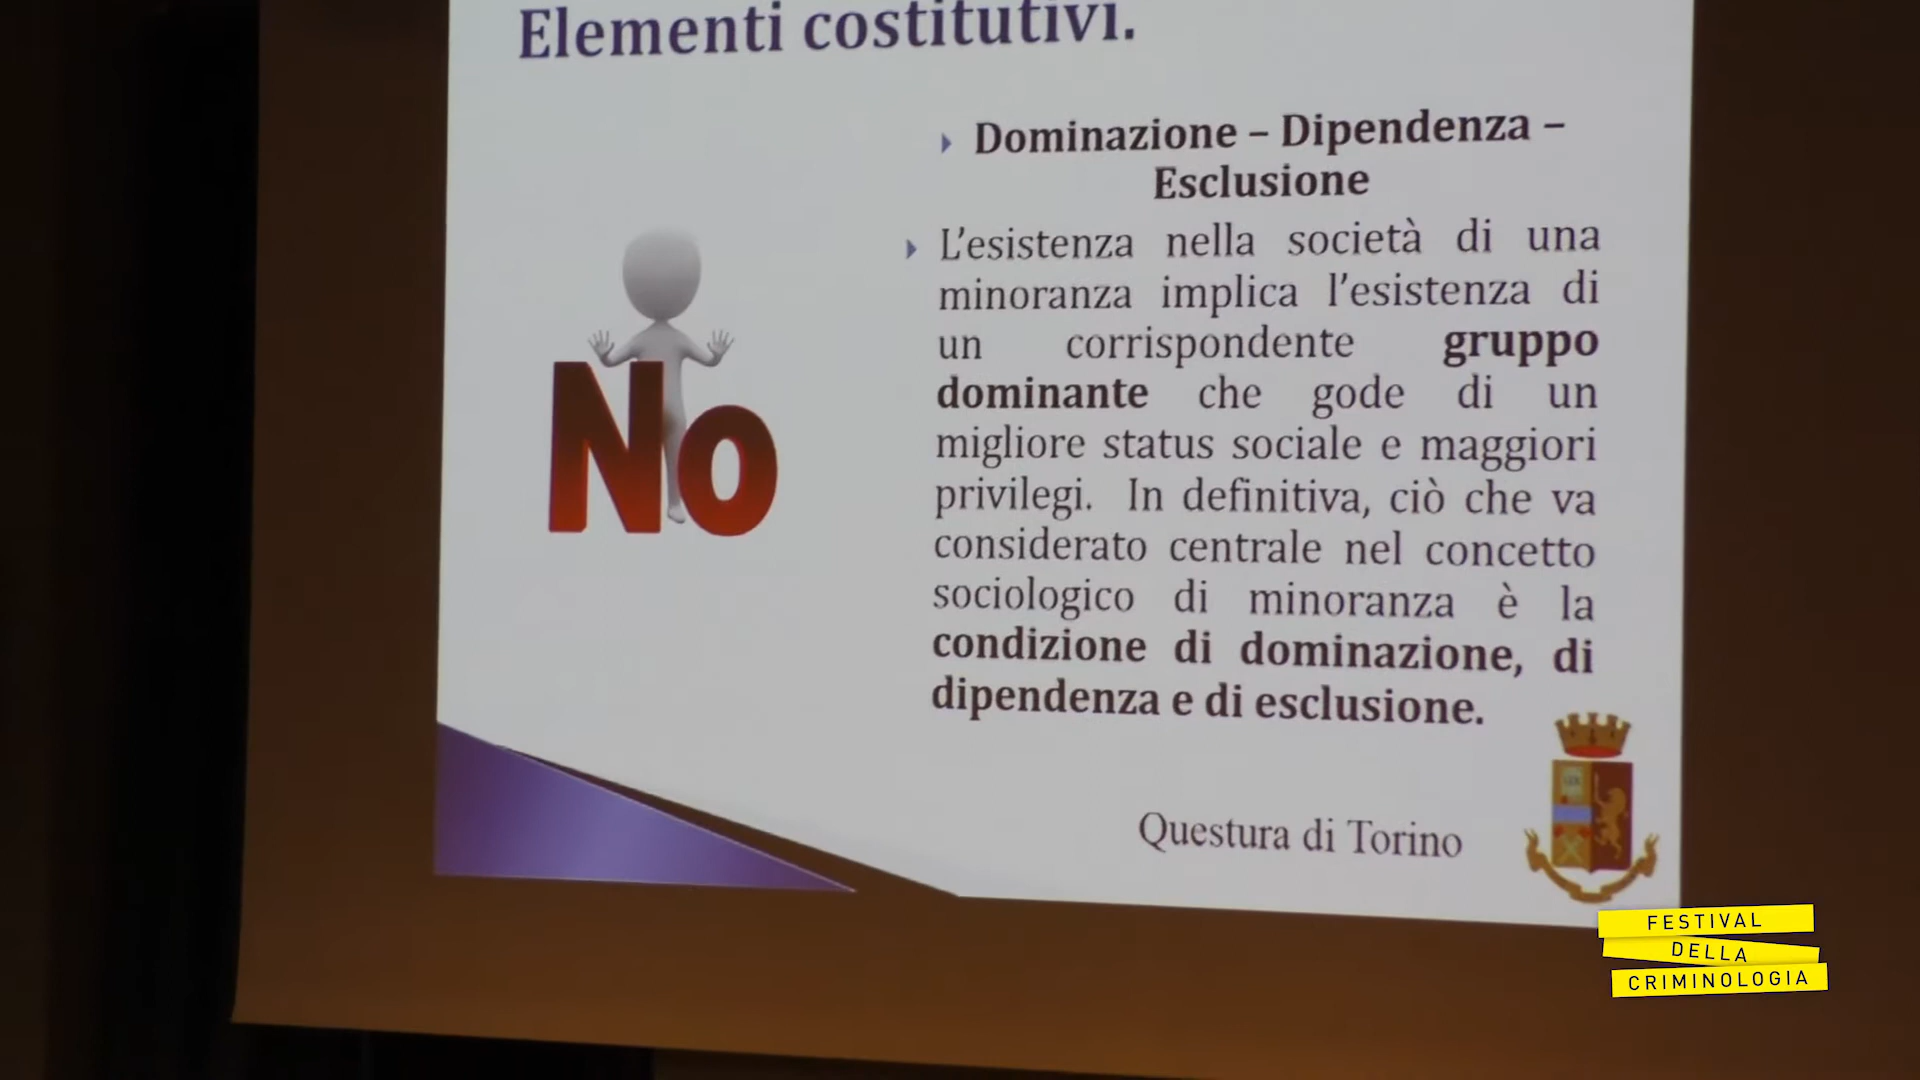 Elementi costitutivi.
Dominazione – Dipendenza –
Esclusione
L'esistenza nella società di una
minoranza implica l'esistenza di
un corrispondente gruppo
dominante che gode di un
migliore status sociale e maggiori
privilegi. In definitiva, ciò che va
considerato centrale nel concetto
sociologico di minoranza è la
condizione di dominazione, di
dipendenza e di esclusione.
No
Questura di Torino
FESTIVAL
DELLA
CRIMINOLOGIA